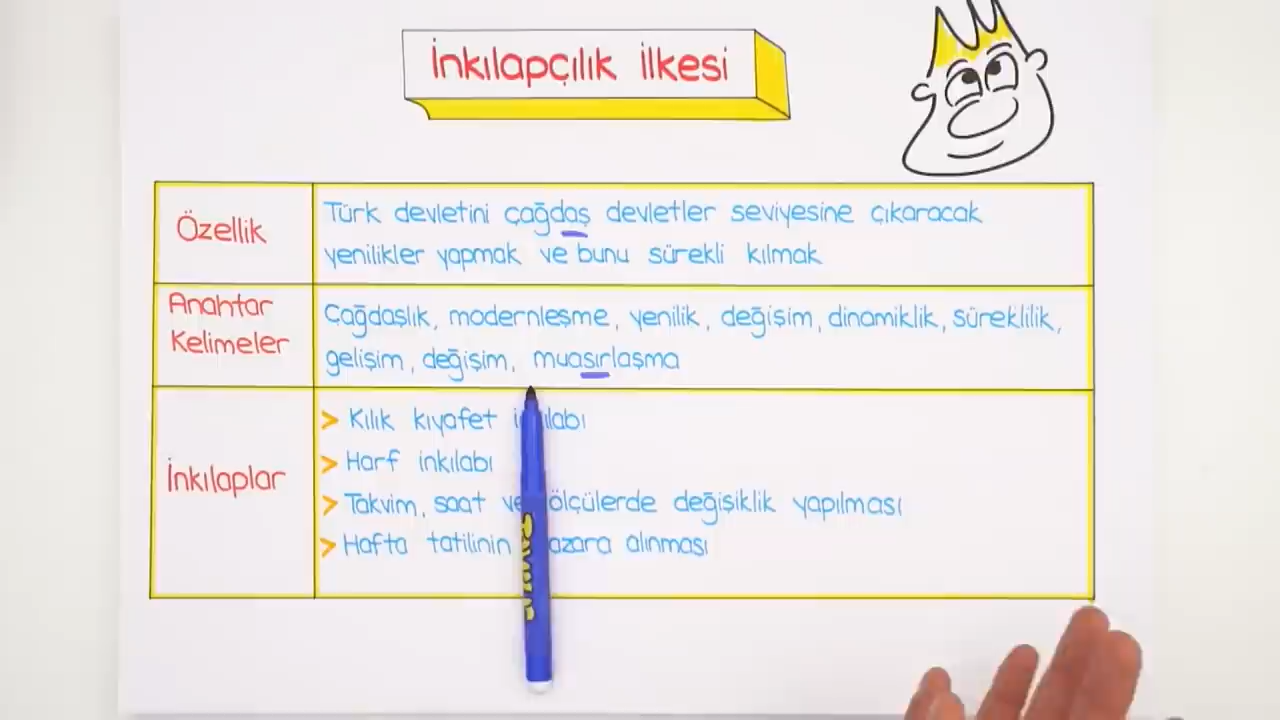 İnkılapçılık İlkesi
Özellik
Türk devletini çağdaş devletler seviyesine çıkaracak
yenilikler yapmak ve bunu sürekli kılmak
Anahtar
Kelimeler
Çağdaşlık, modernleşme, yenilik, değişim, dinamiklik, süreklilik,
gelişim, değişim, muasırlaşma
İnkılaplar
> Kılık kıyafet
> Harf inkılabı
> Takvim, saat ölçülerde değişiklik yapılması
> Hafta tatilinin alınması